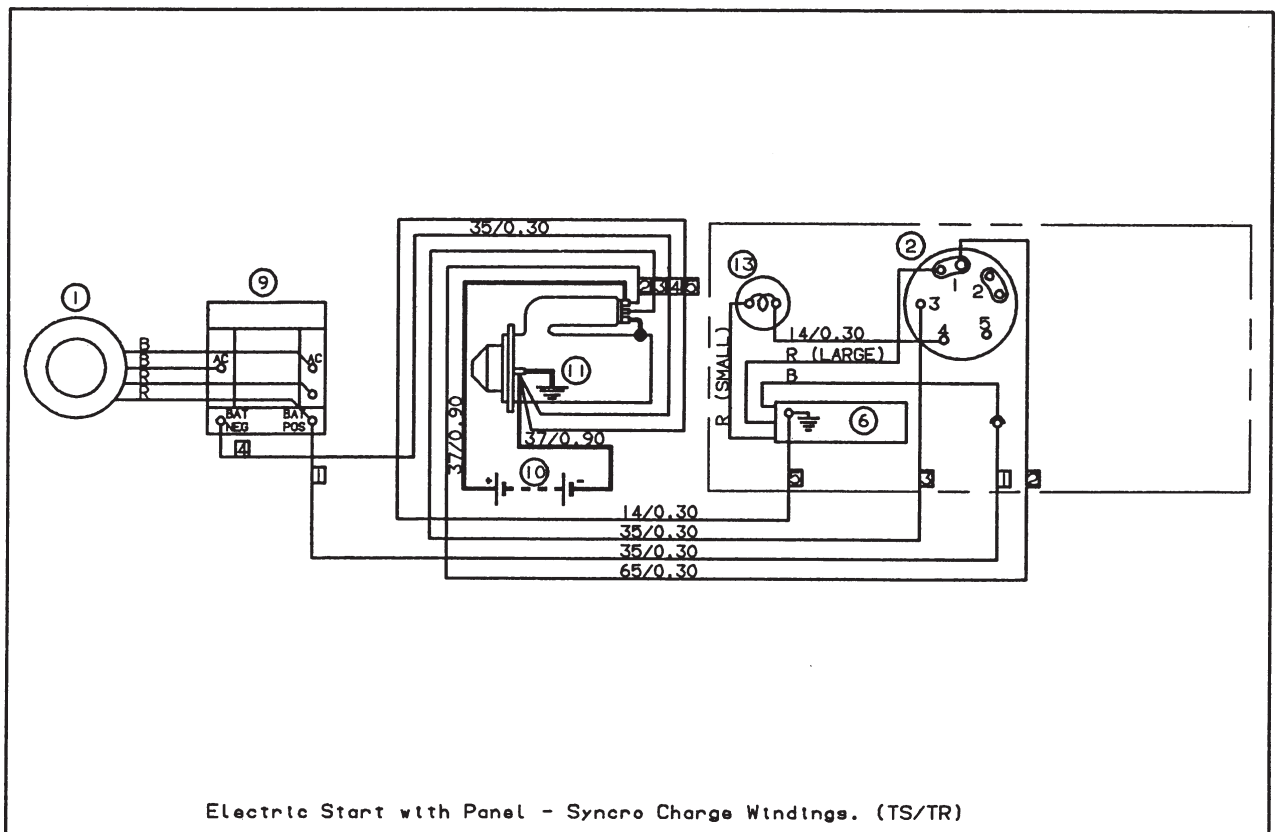 35/0.30
2 3 4 5
1
9
13
2
B
B
R
R
AC
AC
BAT
NEG
BAT
POS
4
1
11
37/0.90
37/0.90
10
+
-
R (SMALL)
14/0.30
R (LARGE)
B
6
1
2
3
4
5
5
3
1
2
14/0.30
35/0.30
35/0.30
65/0.30
Electric Start with Panel - Syncro Charge Windings. (TS/TR)